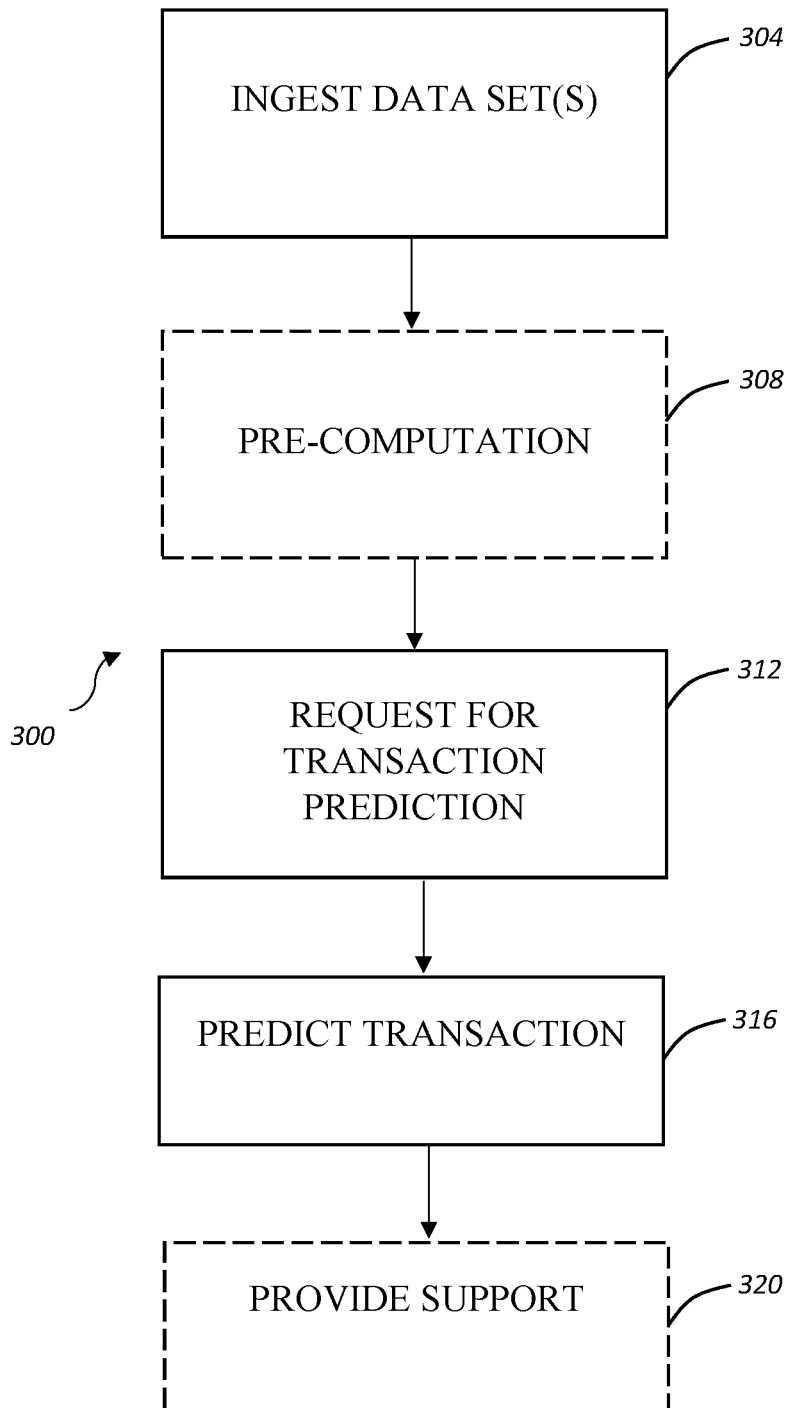 INGEST DATA SET(S)
304
PRE-COMPUTATION
308
300
REQUEST FOR
TRANSACTION
PREDICTION
312
PREDICT TRANSACTION
316
PROVIDE SUPPORT
320